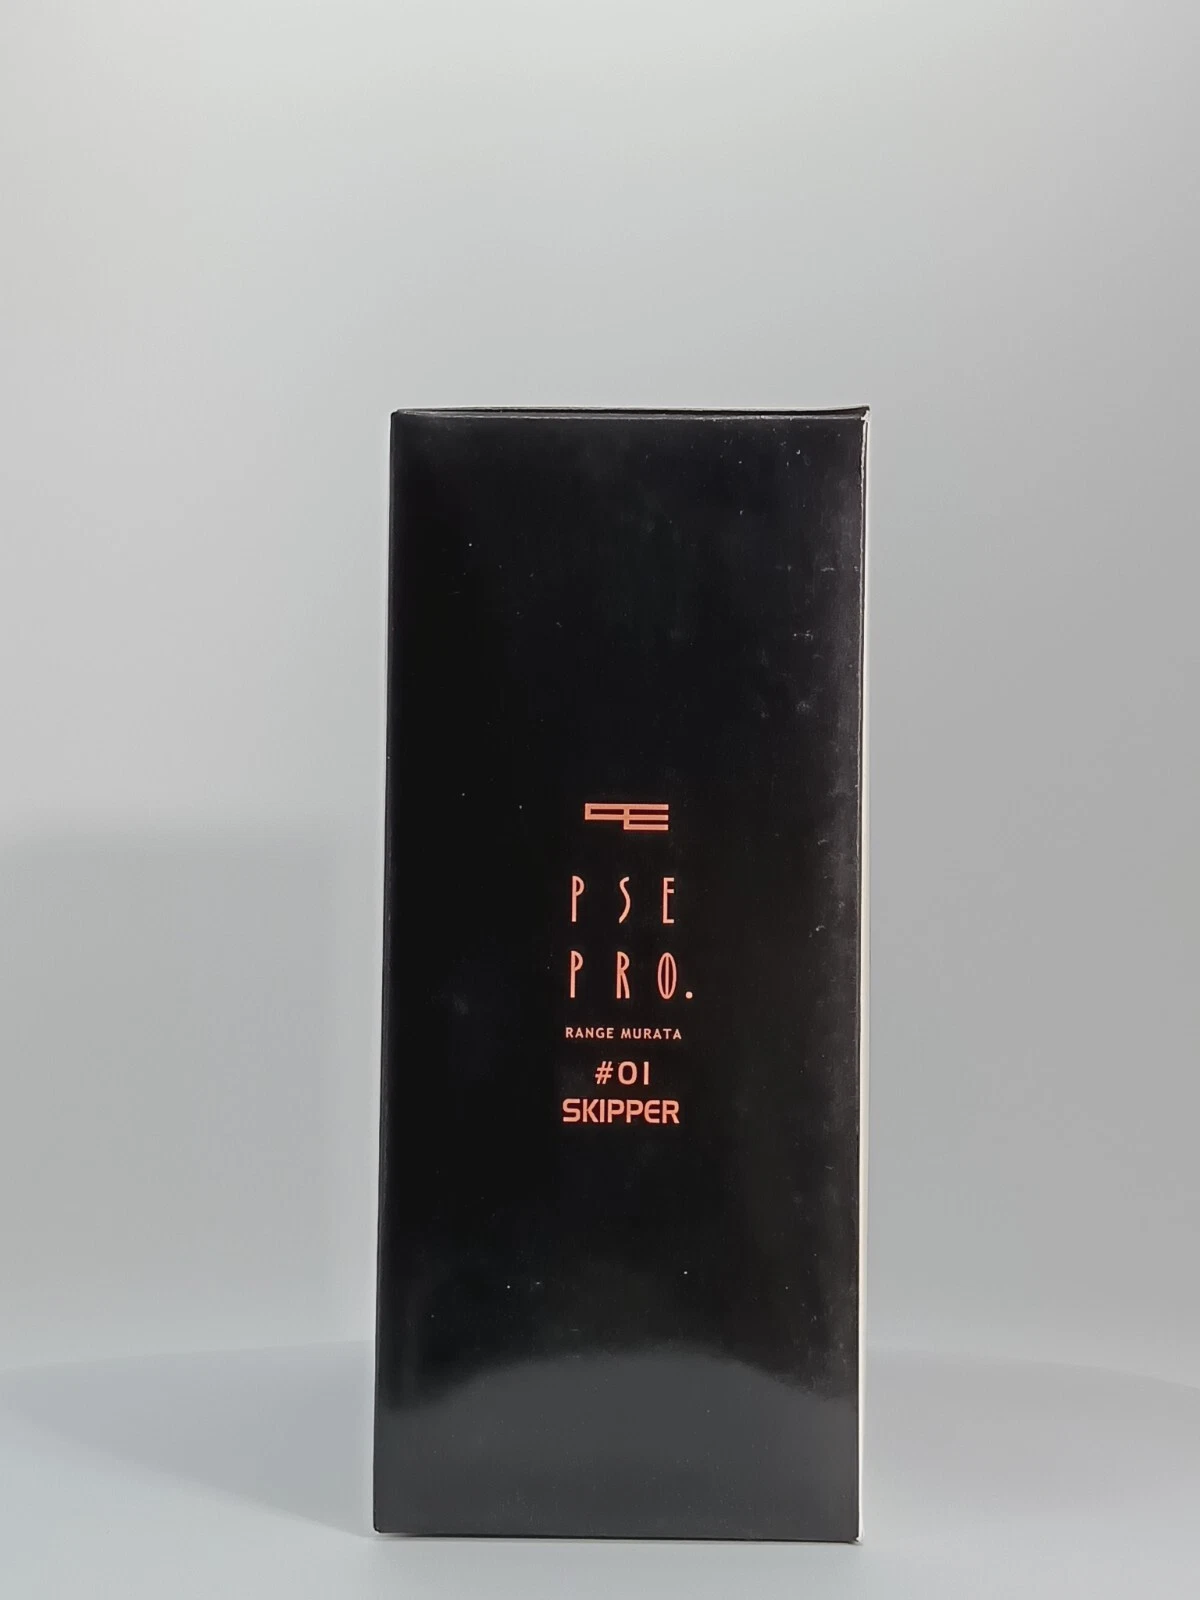 PSE
PRO.
RANGE MURATA
#01
SKIPPER